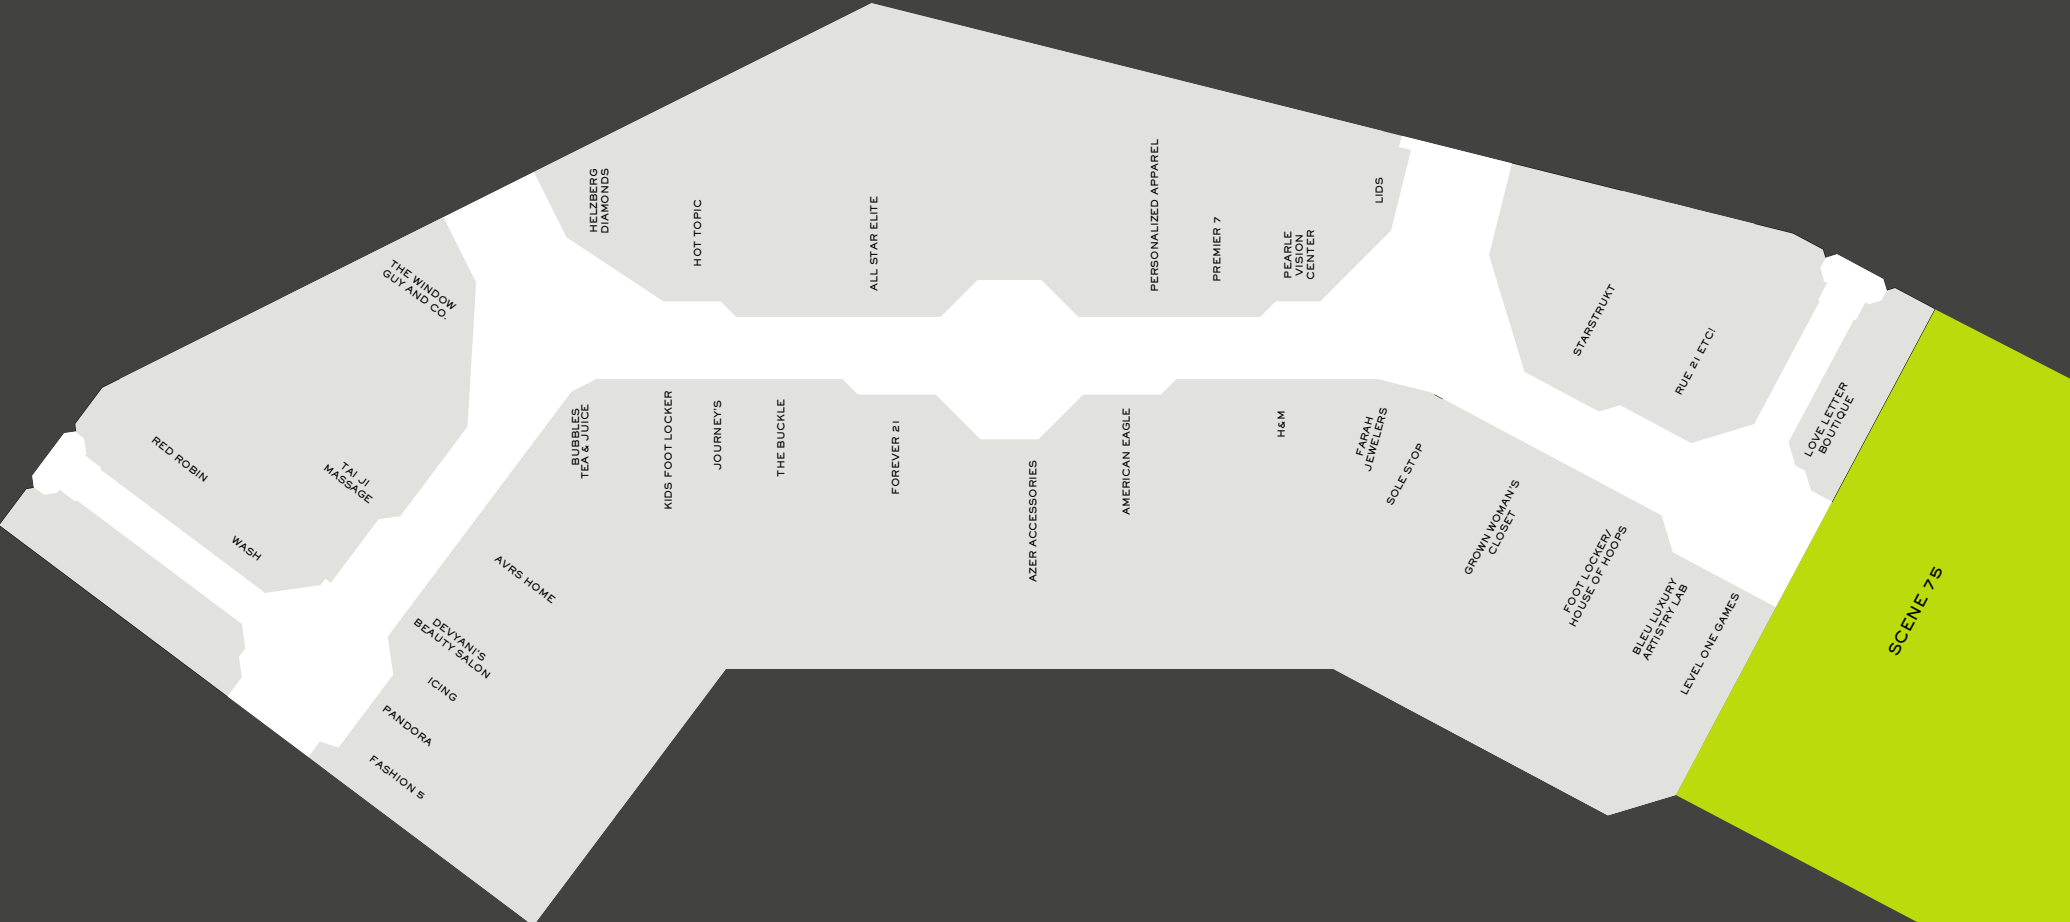 HELZBERG
DIAMONDS
HOT TOPIC
ALL STAR ELITE
PERSONALIZED APPAREL
PREMIER 7
PEARLE
VISION
CENTER
LIDS
THE WINDOW
GUY AND CO.
RED ROBIN
TAI JI
MASSAGE
WASH
STARSTRUKT
RUE 21 ETC!
LOVE LETTER
BOUTIQUE
BUBBLES
TEA & JUICE
KIDS FOOT LOCKER
JOURNEY'S
THE BUCKLE
FOREVER 21
AZER ACCESSORIES
AMERICAN EAGLE
H&M
FARAH
JEWELERS
SOLE STOP
GROWN WOMAN'S
CLOSET
FOOT LOCKER/
HOUSE OF HOOPS
BLEU LUXURY
ARTISTRY LAB
LEVEL ONE GAMES
SCENE 75
AVRS HOME
DEVYANI'S
BEAUTY SALON
ICING
PANDORA
FASHION 5